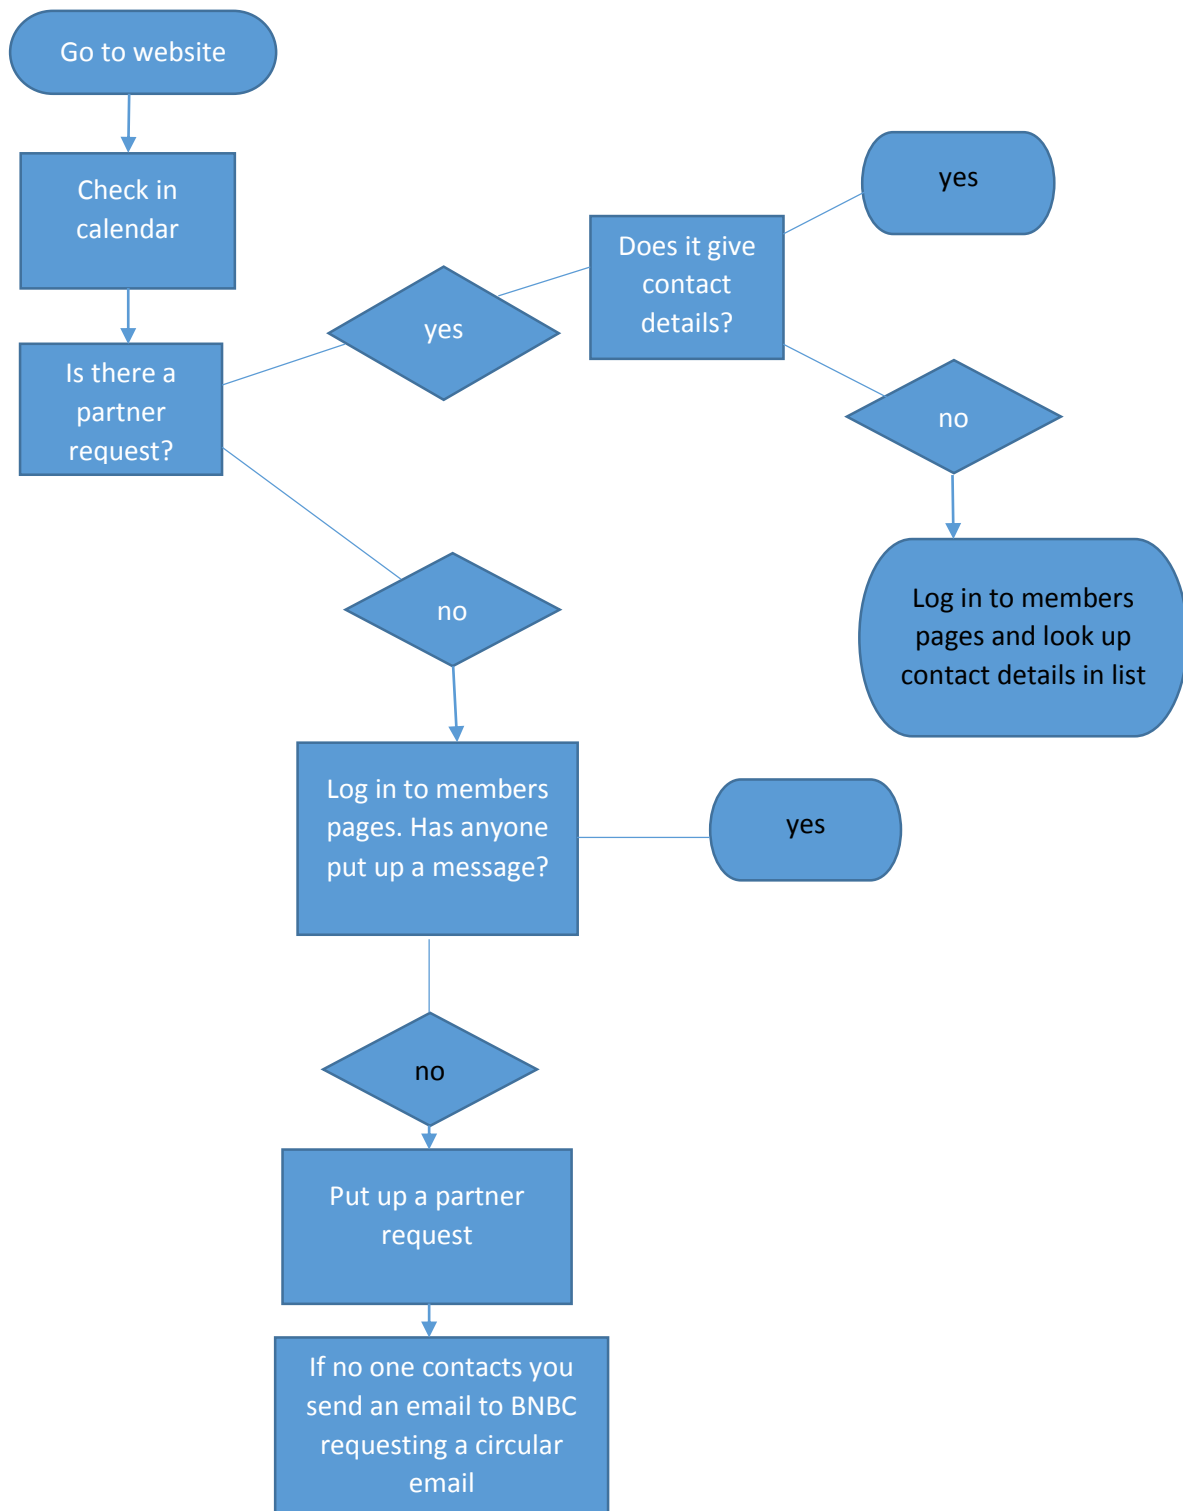 Go to website
Check in
calendar
Is there a
partner
request?
yes
Does it give
contact
details?
yes
no
Log in to members
pages and look up
contact details in list
no
Log in to members
pages. Has anyone
put up a message?
yes
no
Put up a partner
request
If no one contacts you
send an email to BNBC
requesting a circular
email